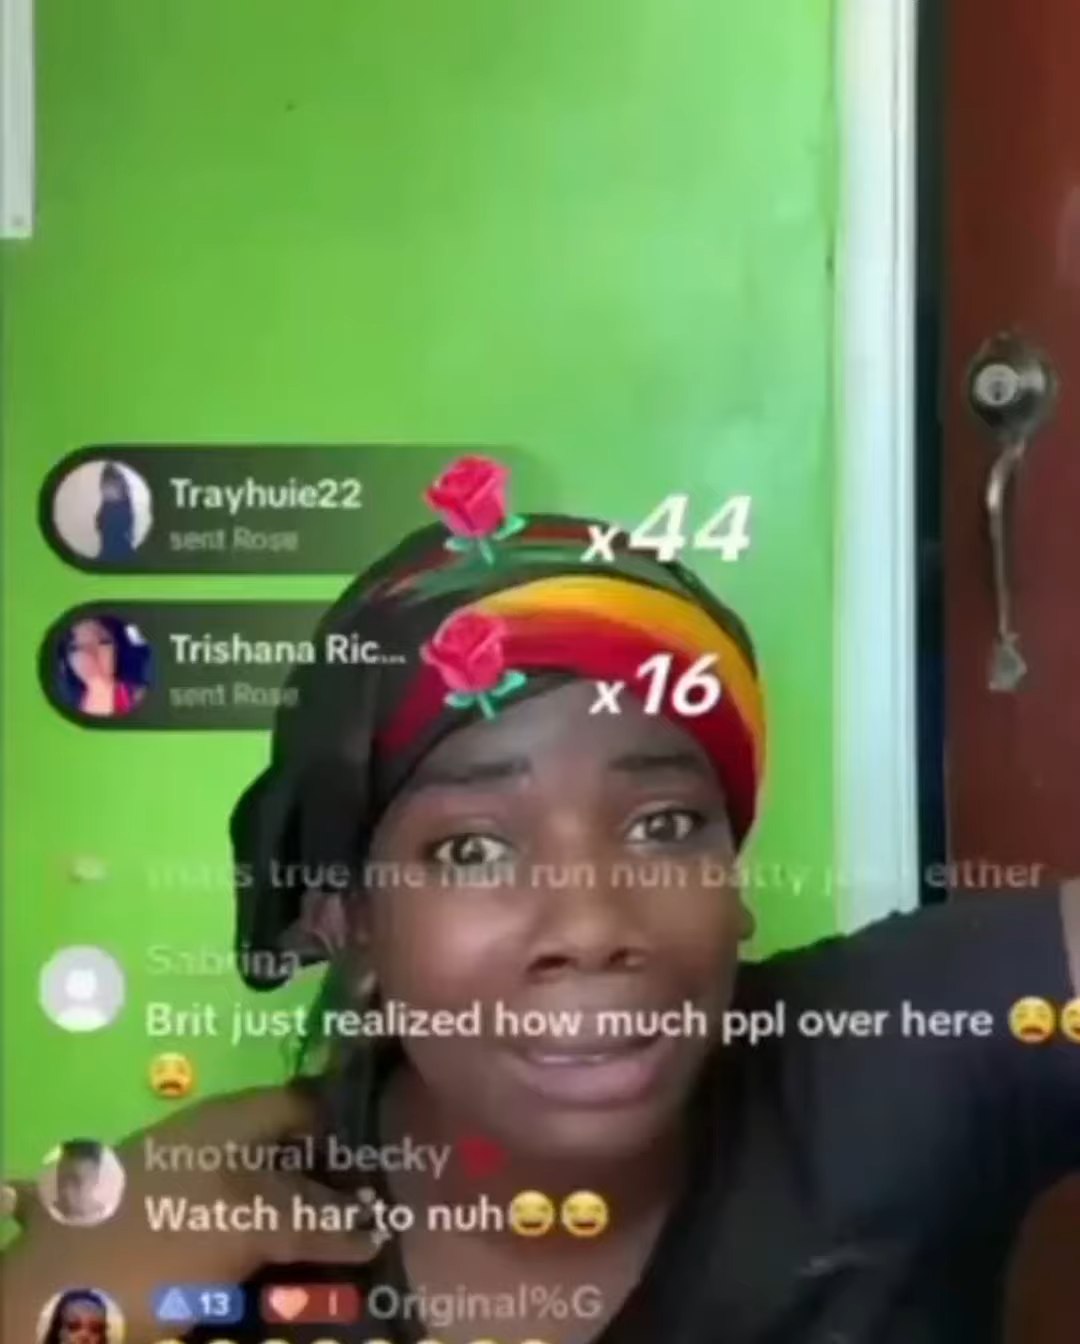 Trayhuie22
sent Rose
x44
Trishana Ric...
sent Rose
x16
true me nuh run nuh batty either
Sabrina
Brit just realized how much ppl over here 😩😩
😩
knotural becky
Watch har to nuh😂😂
13 I Original%G